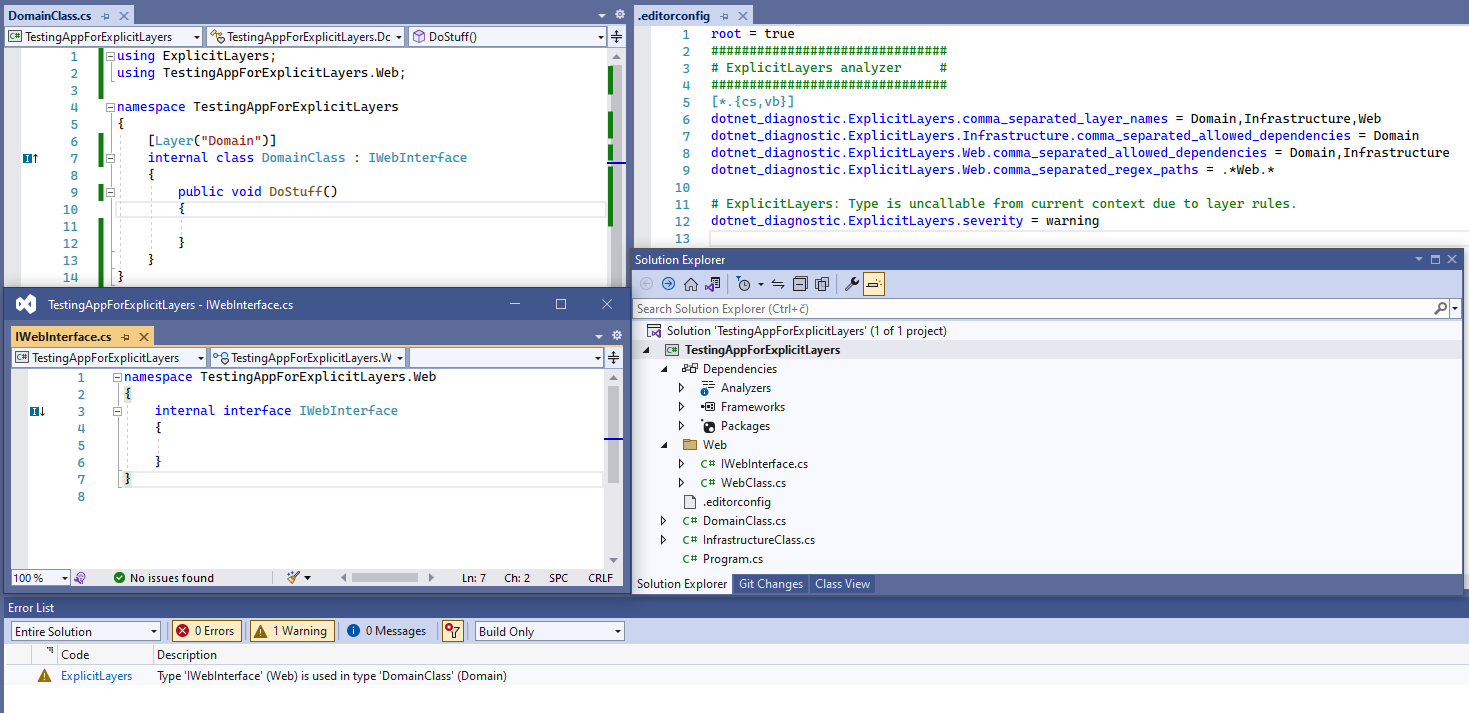 DomainClass.cs
TestingAppForExplicitLayers
TestingAppForExplicitLayers.Dc
DoStuff()
1 using ExplicitLayers;
2 using TestingAppForExplicitLayers.Web;
3
4 namespace TestingAppForExplicitLayers
5 {
6 [Layer("Domain")]
7 internal class DomainClass : IWebInterface
8 {
9 public void DoStuff()
10 {
11
12 }
13 }
14 }
.editorconfig
1 root = true
2 ###############################
3 # ExplicitLayers analyzer     #
4 ###############################
5 [*.{cs,vb}]
6 dotnet_diagnostic.ExplicitLayers.comma_separated_layer_names = Domain,Infrastructure,Web
7 dotnet_diagnostic.ExplicitLayers.Infrastructure.comma_separated_allowed_dependencies = Domain
8 dotnet_diagnostic.ExplicitLayers.Web.comma_separated_allowed_dependencies = Domain,Infrastructure
9 dotnet_diagnostic.ExplicitLayers.Web.comma_separated_regex_paths = .*Web.*
10
11 # ExplicitLayers: Type is uncallable from current context due to layer rules.
12 dotnet_diagnostic.ExplicitLayers.severity = warning
13
TestingAppForExplicitLayers - IWebInterface.cs
IWebInterface.cs
TestingAppForExplicitLayers
TestingAppForExplicitLayers.W
1 namespace TestingAppForExplicitLayers.Web
2 {
3 internal interface IWebInterface
4 {
5
6 }
7 }
8
100 %
No issues found
Ln: 7 Ch: 2 SPC CRLF
Solution Explorer
Search Solution Explorer (Ctrl+č)
Solution 'TestingAppForExplicitLayers' (1 of 1 project)
C# TestingAppForExplicitLayers
Dependencies
Analyzers
Frameworks
Packages
Web
C# IWebInterface.cs
C# WebClass.cs
.editorconfig
C# DomainClass.cs
C# InfrastructureClass.cs
C# Program.cs
Solution Explorer Git Changes Class View
Error List
Entire Solution
0 Errors
1 Warning
0 Messages
Build Only
Code Description
ExplicitLayers Type 'IWebInterface' (Web) is used in type 'DomainClass' (Domain)